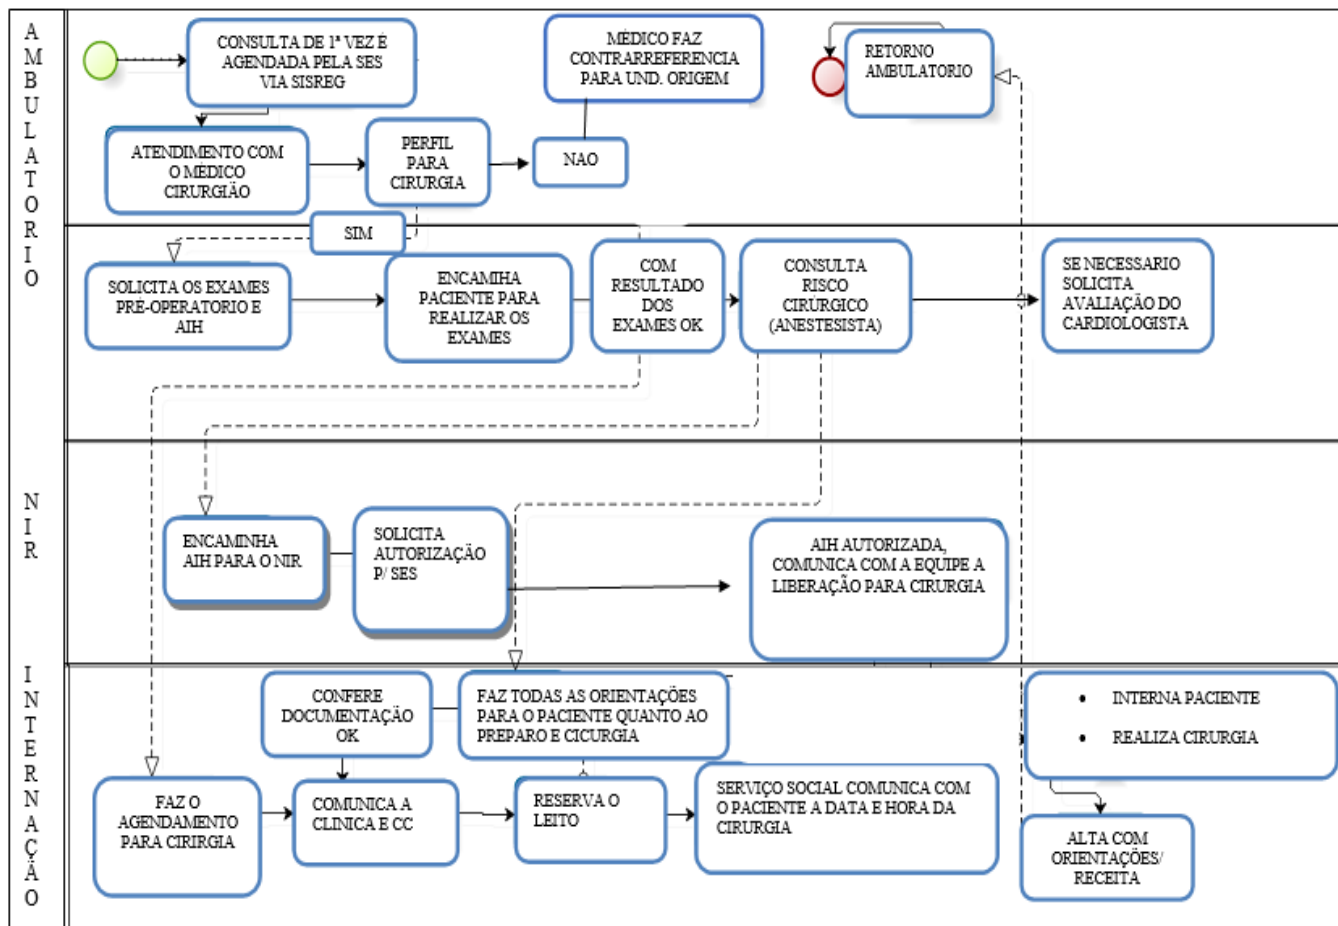 AMBULATORIO
CONSULTA DE 1ª VEZ É
AGENDADA PELA SES
VIA SISREG
MÉDICO FAZ
CONTRARREFERENCIA
PARA UND. ORIGEM
RETORNO
AMBULATORIO
ATENDIMENTO COM
O MÉDICO
CIRURGIÃO
PERFIL
PARA
CIRURGIA
NAO
SIM
SOLICITA OS EXAMES
PRÉ-OPERATORIO E
AIH
ENCAMIHA
PACIENTE PARA
REALIZAR OS
EXAMES
COM
RESULTADO
DOS
EXAMES OK
CONSULTA
RISCO
CIRÚRGICO
(ANESTESISTA)
SE NECESSARIO
SOLICITA
AVALIAÇÃO DO
CARDIOLOGISTA
NIR
ENCAMINHA
AIH PARA O NIR
SOLICITA
AUTORIZAÇÃO
P/ SES
AIH AUTORIZADA,
COMUNICA COM A EQUIPE A
LIBERAÇÃO PARA CIRURGIA
INTERNAÇÃO
CONFERE
DOCUMENTAÇÃO
OK
FAZ TODAS AS ORIENTAÇÕES
PARA O PACIENTE QUANTO AO
PREPARO E CICURGIA
• INTERNA PACIENTE
• REALIZA CIRURGIA
FAZ O
AGENDAMENTO
PARA CIRIRGIA
COMUNICA A
CLINICA E CC
RESERVA O
LEITO
SERVIÇO SOCIAL COMUNICA COM
O PACIENTE A DATA E HORA DA
CIRURGIA
ALTA COM
ORIENTAÇÕES/
RECEITA